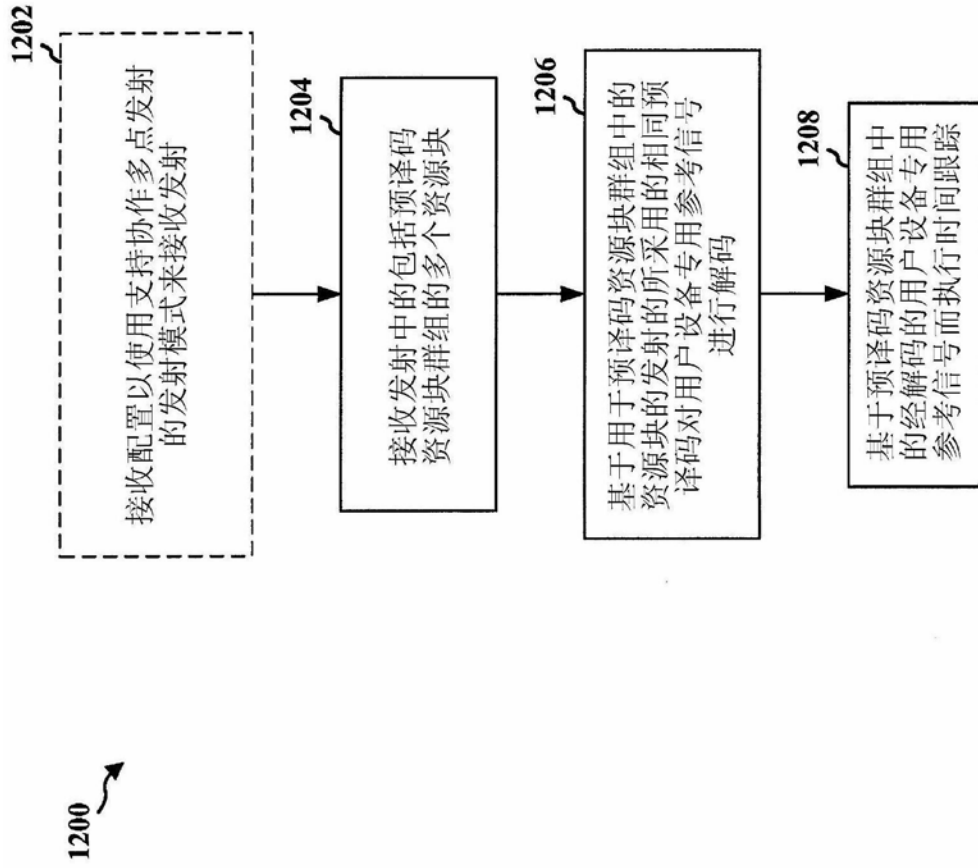 1200
1202
接收配置以使用支持协作多点发射
的发射模式来接收发射
1204
接收发射中的包括预译码
资源块群组的多个资源块
1206
基于用于预译码资源块群组中的
资源块的发射的所采用的相同预
译码对用户设备专用参考信号
进行解码
1208
基于预译码资源块群组中
的经解码的用户设备专用
参考信号而执行时间跟踪